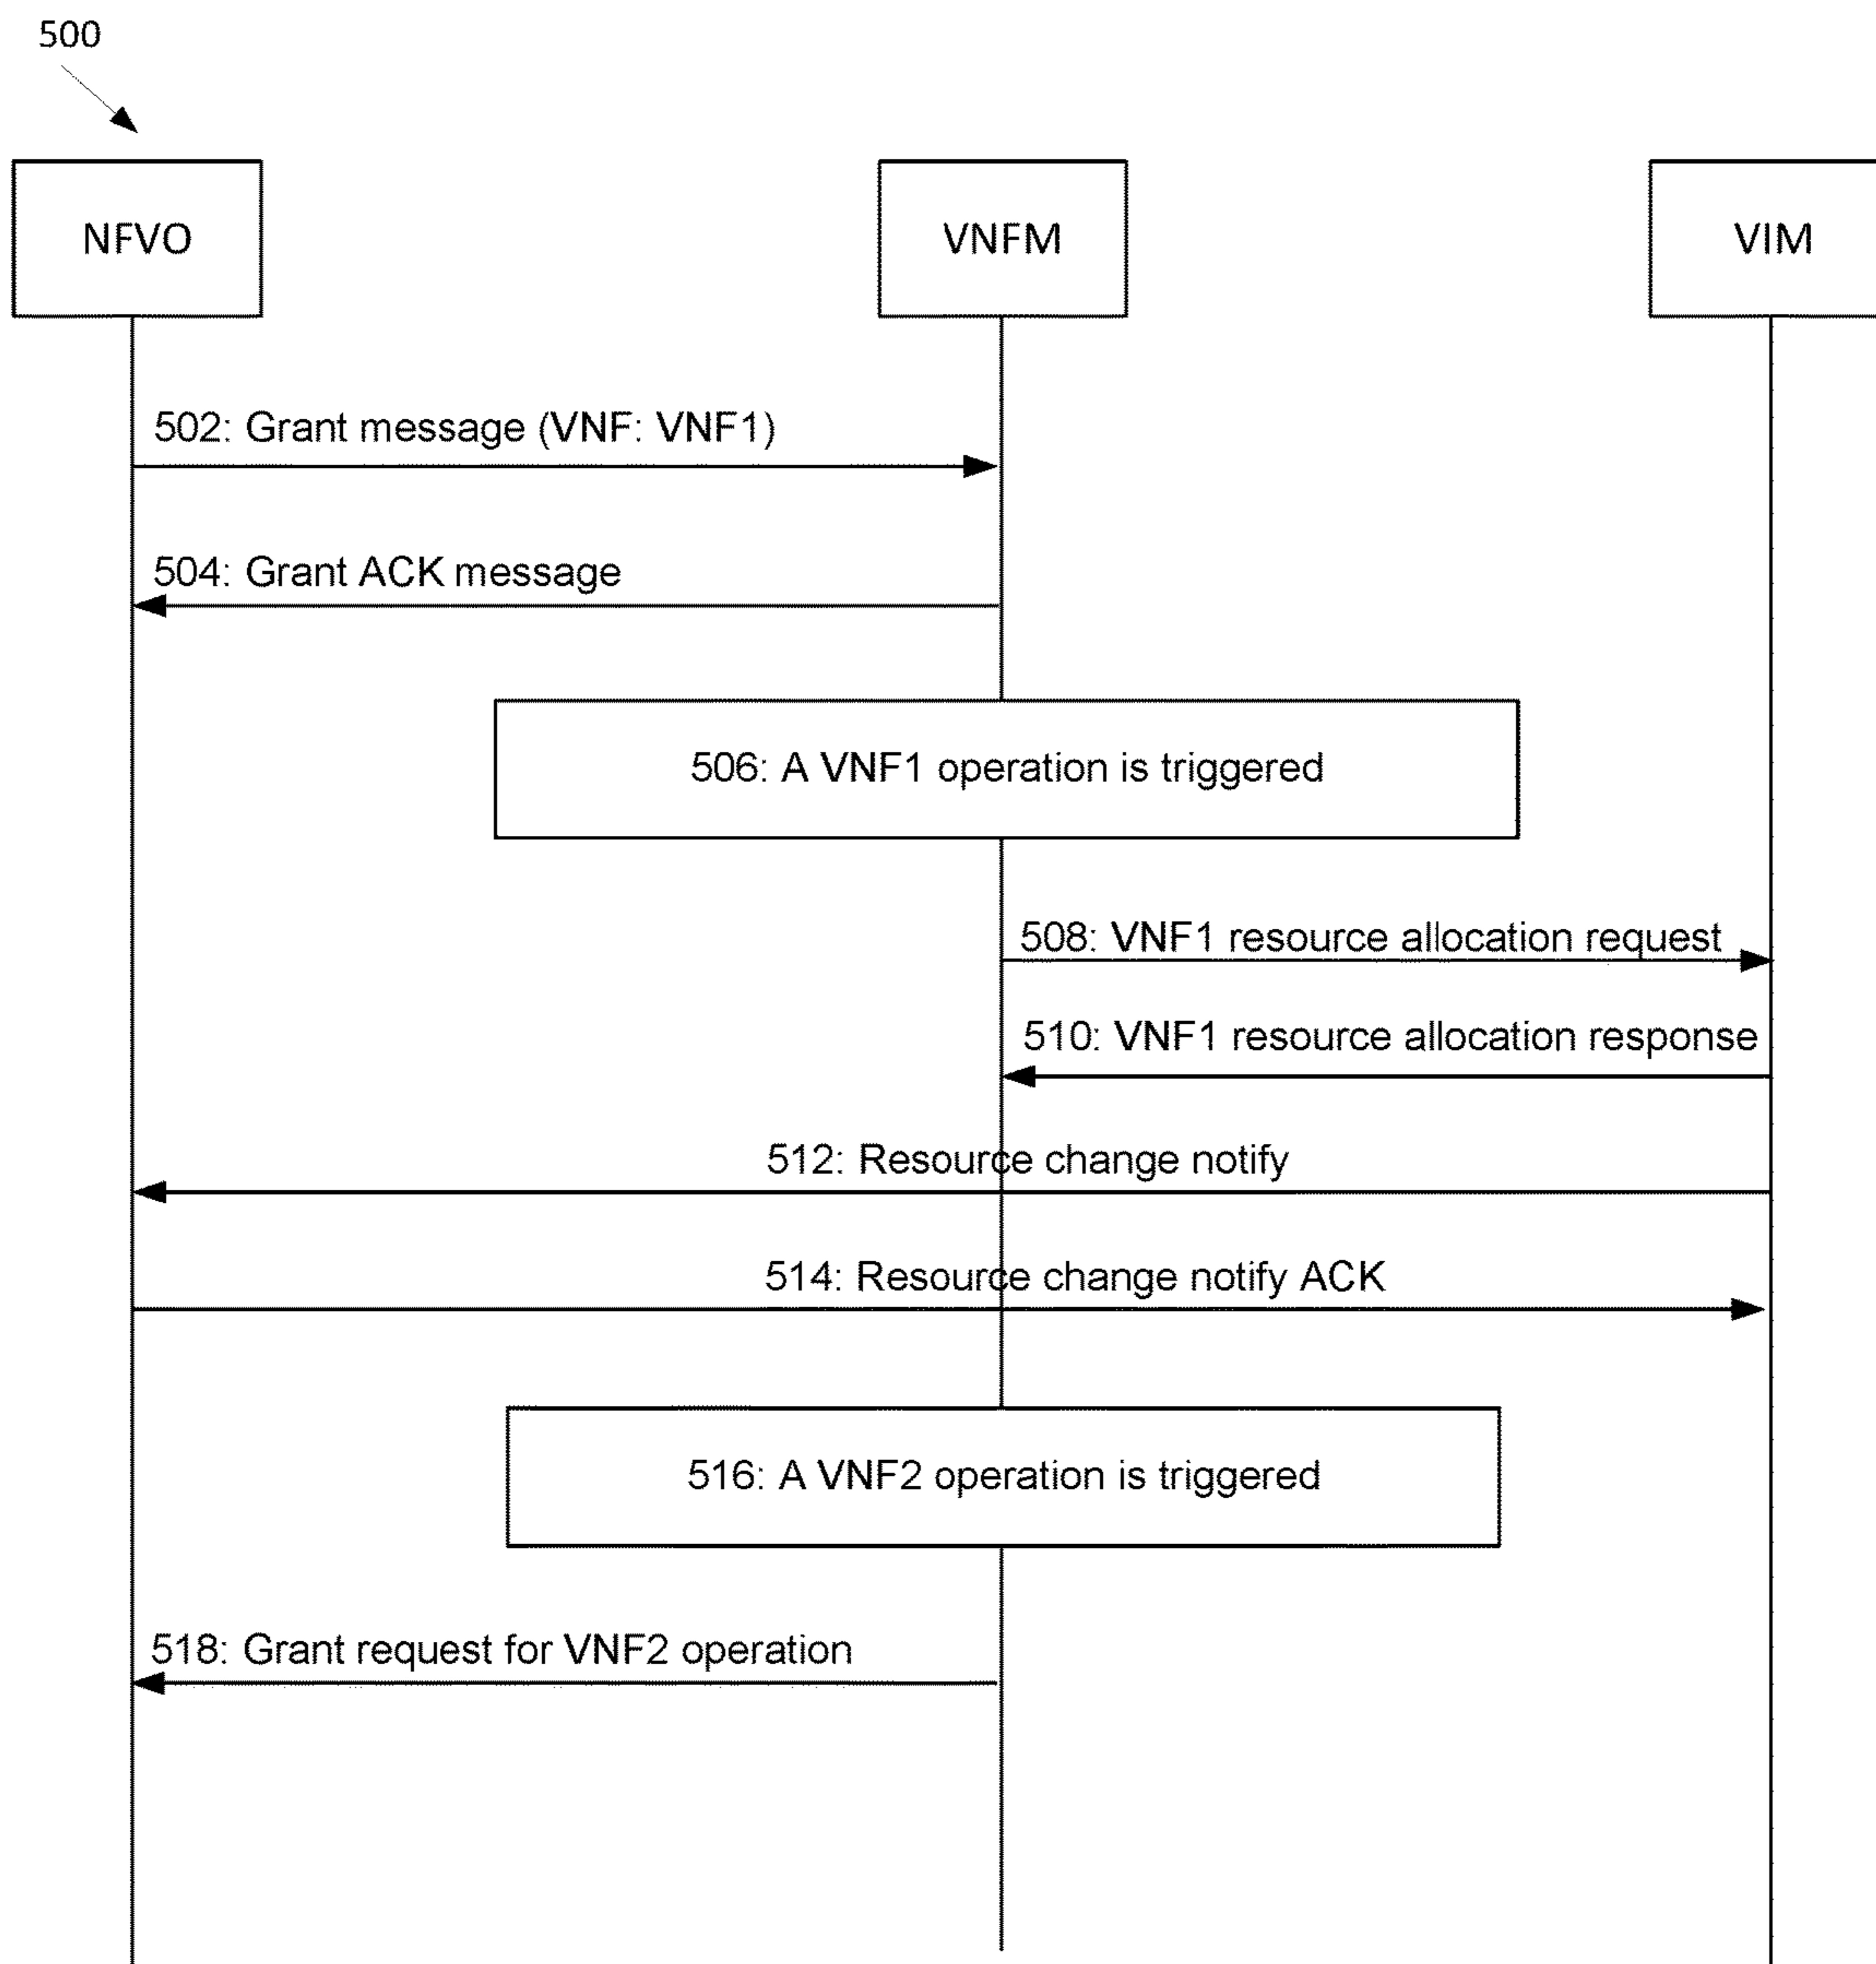 500
NFVO
VNFM
VIM
502: Grant message (VNF: VNF1)
504: Grant ACK message
506: A VNF1 operation is triggered
508: VNF1 resource allocation request
510: VNF1 resource allocation response
512: Resource change notify
514: Resource change notify ACK
516: A VNF2 operation is triggered
518: Grant request for VNF2 operation